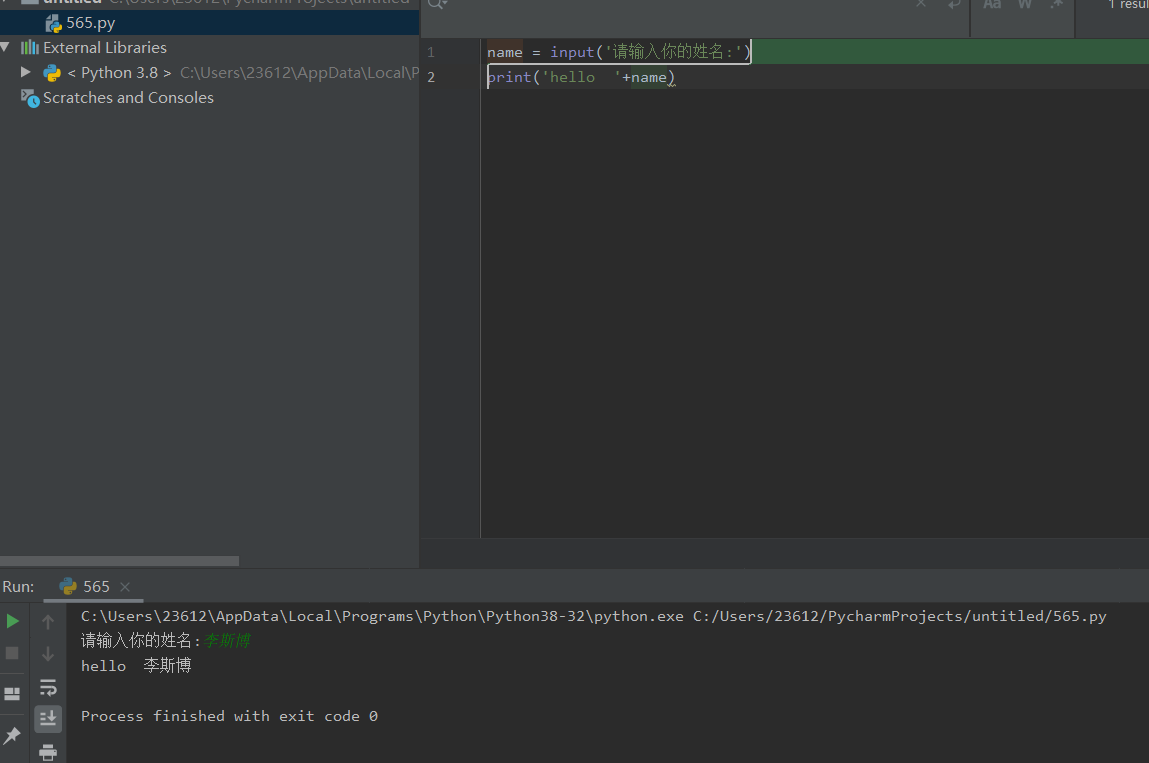 untitled C:\Users\23612\PycharmProjects\untitled
Aa W .* 1 resul
565.py
External Libraries
< Python 3.8 > C:\Users\23612\AppData\Local\P
Scratches and Consoles
1 name = input('请输入你的姓名:')
2 print('hello  '+name)
Run: 565
C:\Users\23612\AppData\Local\Programs\Python\Python38-32\python.exe C:/Users/23612/PycharmProjects/untitled/565.py
请输入你的姓名:李斯博
hello  李斯博
Process finished with exit code 0